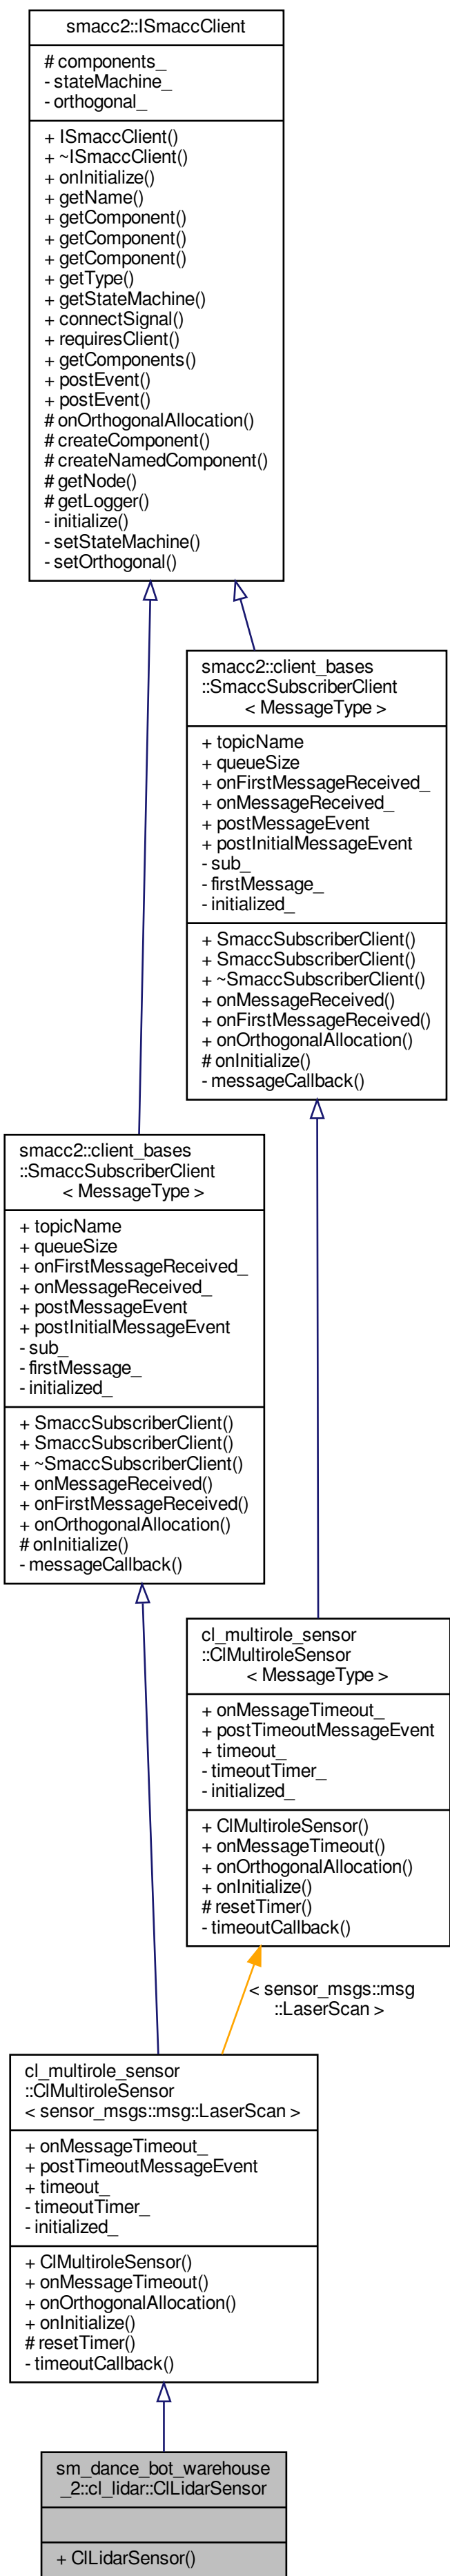 smacc2::ISmaccClient
# components_
- stateMachine_
- orthogonal_
+ ISmaccClient()
+ ~ISmaccClient()
+ onInitialize()
+ getName()
+ getComponent()
+ getComponent()
+ getComponent()
+ getType()
+ getStateMachine()
+ connectSignal()
+ requiresClient()
+ getComponents()
+ postEvent()
+ postEvent()
# onOrthogonalAllocation()
# createComponent()
# createNamedComponent()
# getNode()
# getLogger()
- initialize()
- setStateMachine()
- setOrthogonal()
smacc2::client_bases
::SmaccSubscriberClient
< MessageType >
+ topicName
+ queueSize
+ onFirstMessageReceived_
+ onMessageReceived_
+ postMessageEvent
+ postInitialMessageEvent
- sub_
- firstMessage_
- initialized_
+ SmaccSubscriberClient()
+ SmaccSubscriberClient()
+ ~SmaccSubscriberClient()
+ onMessageReceived()
+ onFirstMessageReceived()
+ onOrthogonalAllocation()
# onInitialize()
- messageCallback()
smacc2::client_bases
::SmaccSubscriberClient
< MessageType >
+ topicName
+ queueSize
+ onFirstMessageReceived_
+ onMessageReceived_
+ postMessageEvent
+ postInitialMessageEvent
- sub_
- firstMessage_
- initialized_
+ SmaccSubscriberClient()
+ SmaccSubscriberClient()
+ ~SmaccSubscriberClient()
+ onMessageReceived()
+ onFirstMessageReceived()
+ onOrthogonalAllocation()
# onInitialize()
- messageCallback()
cl_multirole_sensor
::ClMultiroleSensor
< MessageType >
+ onMessageTimeout_
+ postTimeoutMessageEvent
+ timeout_
- timeoutTimer_
- initialized_
+ ClMultiroleSensor()
+ onMessageTimeout()
+ onOrthogonalAllocation()
+ onInitialize()
# resetTimer()
- timeoutCallback()
< sensor_msgs::msg
::LaserScan >
cl_multirole_sensor
::ClMultiroleSensor
< sensor_msgs::msg::LaserScan >
+ onMessageTimeout_
+ postTimeoutMessageEvent
+ timeout_
- timeoutTimer_
- initialized_
+ ClMultiroleSensor()
+ onMessageTimeout()
+ onOrthogonalAllocation()
+ onInitialize()
# resetTimer()
- timeoutCallback()
sm_dance_bot_warehouse
_2::cl_lidar::ClLidarSensor
+ ClLidarSensor()